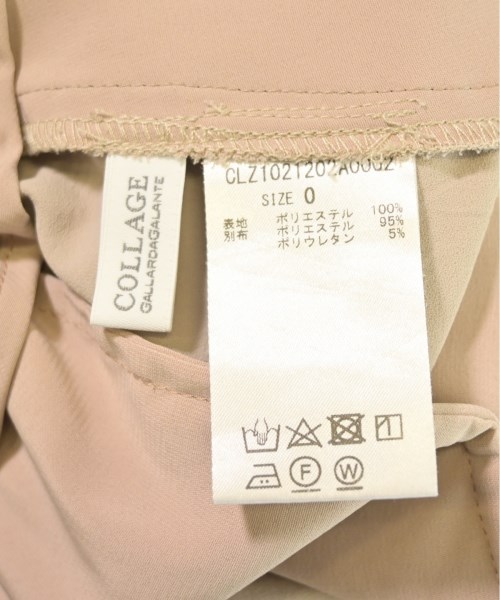 COLLAGE
GALLARDAGALANTE
CLZ1021202A0002
SIZE 0
表地 ポリエステル 100%
別布 ポリエステル 95%
ポリウレタン 5%
F
W